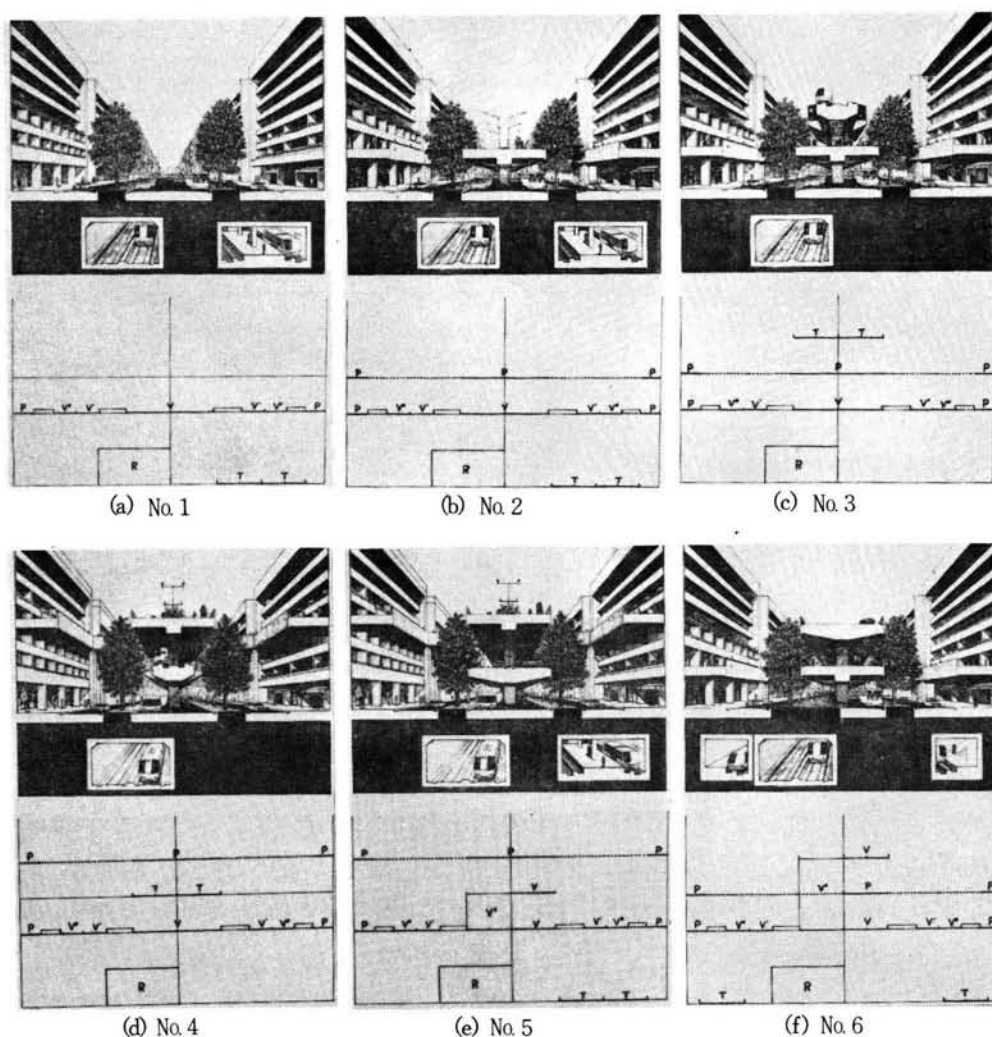 P V" V' V V' V" P
R T T
(a) No. 1
P P P
P V" V' V V' V" P
R T T
(b) No. 2
T T
P P P
P V" V' V V' V" P
R
(c) No. 3
P P P
T T
P V" V' V V' V" P
R
(d) No. 4
P P P
V
V"
P V" V' V V' V" P
R T T
(e) No. 5
V
P V" P P
P V" V' V V' V" P
T R T
(f) No. 6